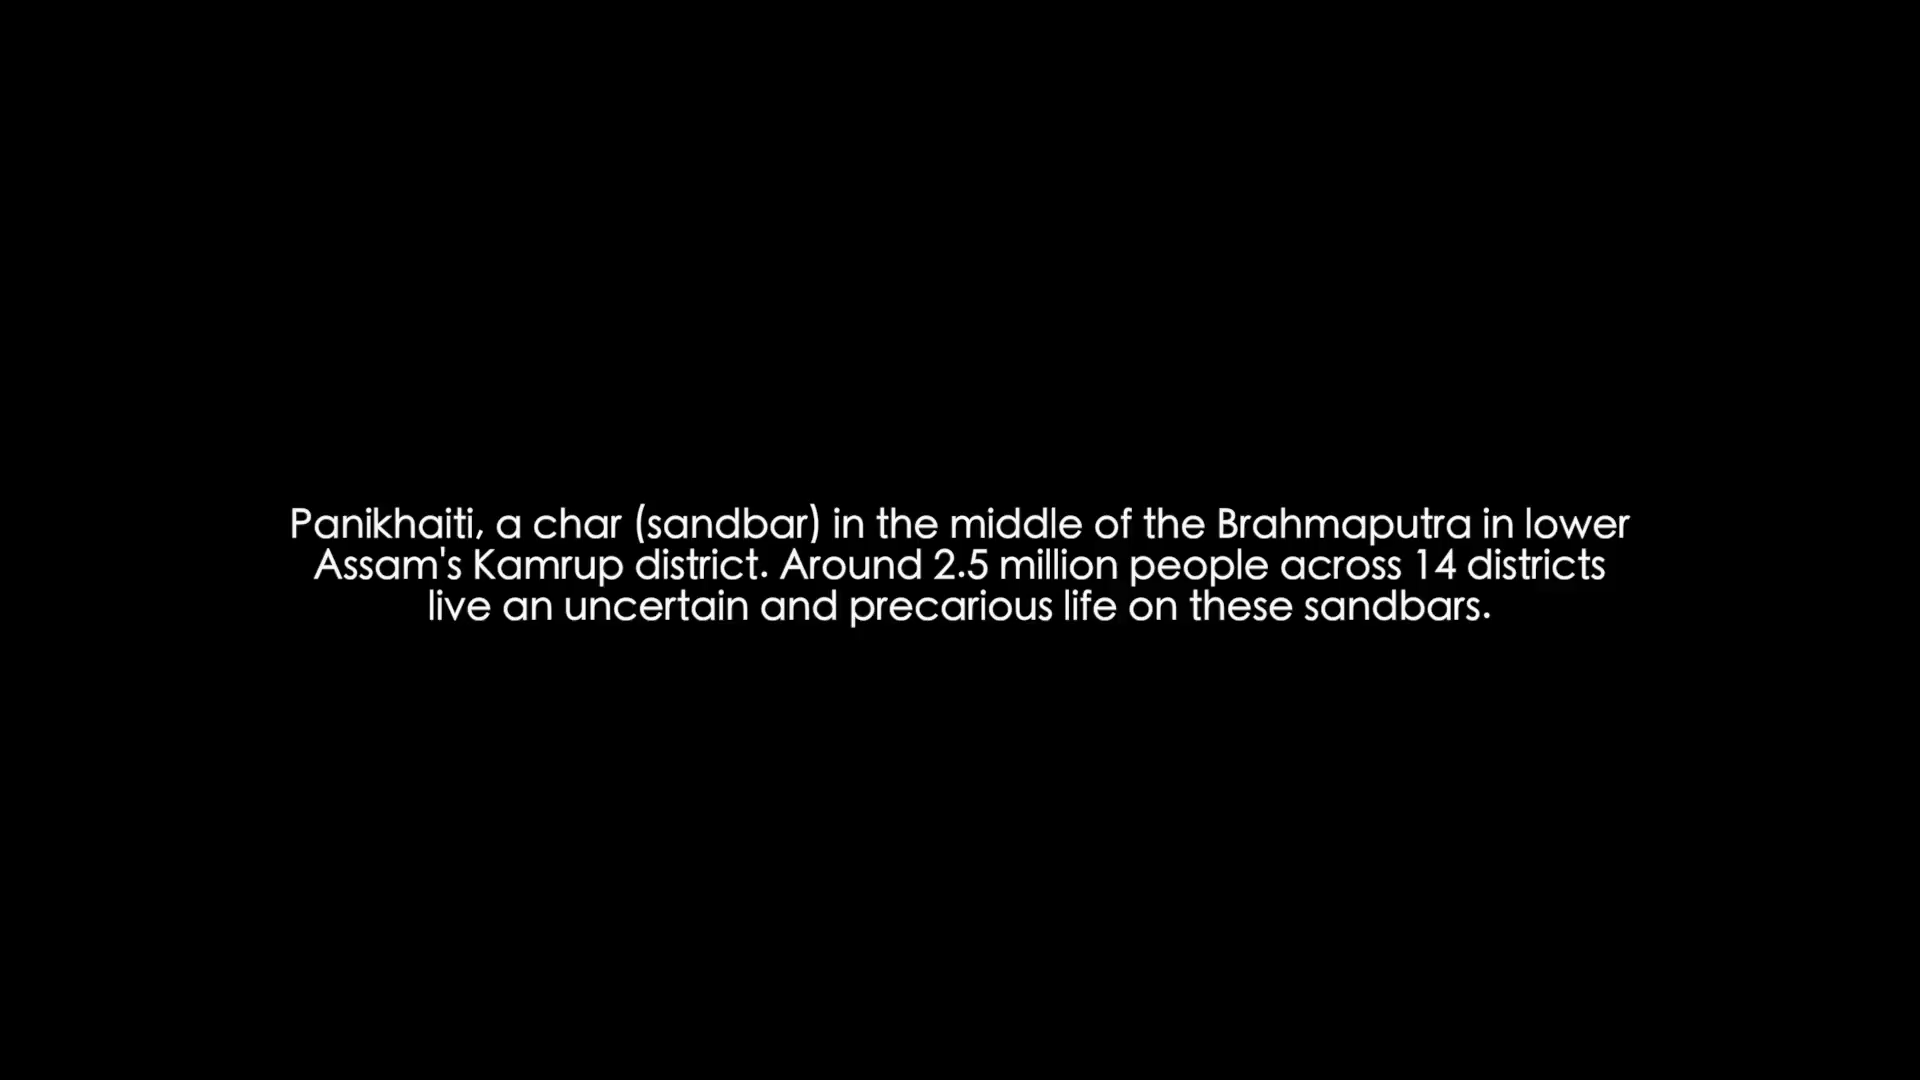 Panikhaiti, a char (sandbar) in the middle of the Brahmaputra in lower
Assam's Kamrup district. Around 2.5 million people across 14 districts
live an uncertain and precarious life on these sandbars.